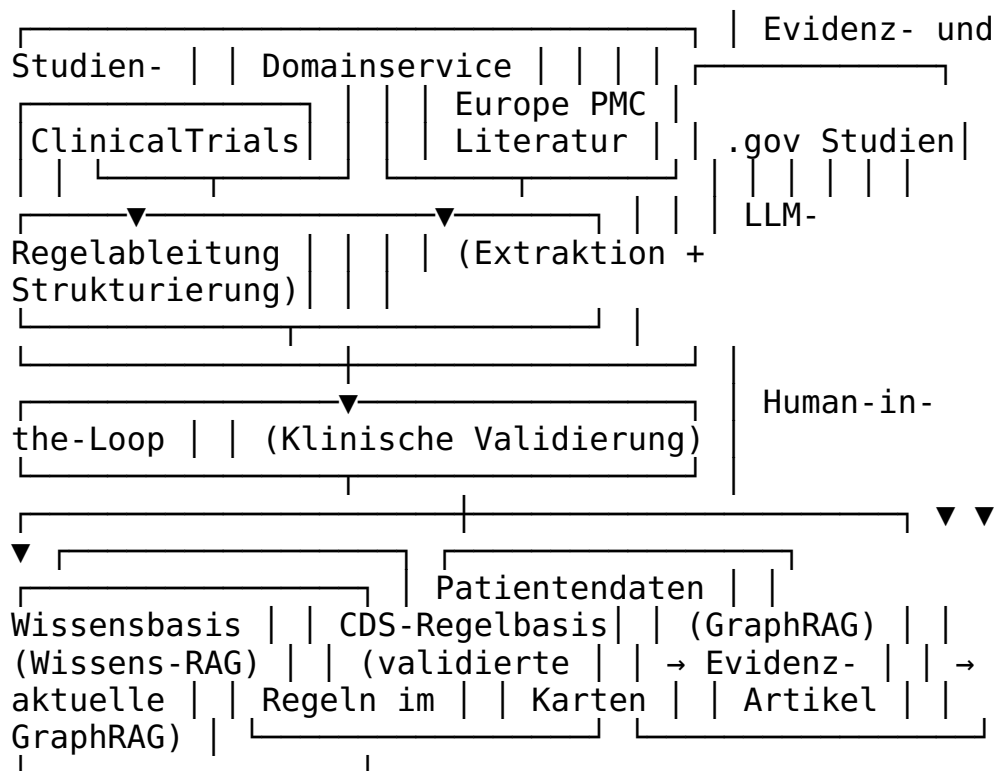 ┌───────────────────────┐ │ Evidenz- und
Studien- │ │ Domainservice │ │ │ │ ┌────────────────┐
┌───────────────────┐ │ │ │ Europe PMC │
│ClinicalTrials│ │ │ │ Literatur │ │ .gov Studien│
│ │ └───────┬────────┘ └─────────┬─────────┘ │ │ │ │ │ │
┌───────▼────────────────────▼──────────┐ │ │ │ LLM-
Regelableitung │ │ │ │ (Extraktion +
Strukturierung)│ │ │
└──────────────────┬────────────────────┘ │
└──────────────────────┼──────────────────────┘ │
┌──────────────────────▼──────────────────────┐ │ Human-in-
the-Loop │ │ (Klinische Validierung) │
└──────────────────────┬──────────────────────┘ │
┌─────────────────────────────┼─────────────────────────────┐ ▼ ▼
▼ ┌───────────────────────┐ ┌───────────────────────┐
┌───────────────────────┐ │ Patientendaten │ │
Wissensbasis │ │ CDS-Regelbasis│ │ (GraphRAG) │ │
(Wissens-RAG) │ │ (validierte │ │ → Evidenz- │ │ →
aktuelle │ │ Regeln im │ │ Karten │ │ Artikel │ │
GraphRAG) │ └───────────────────────┘ └───────────────────────┘
└───────────────────────┘